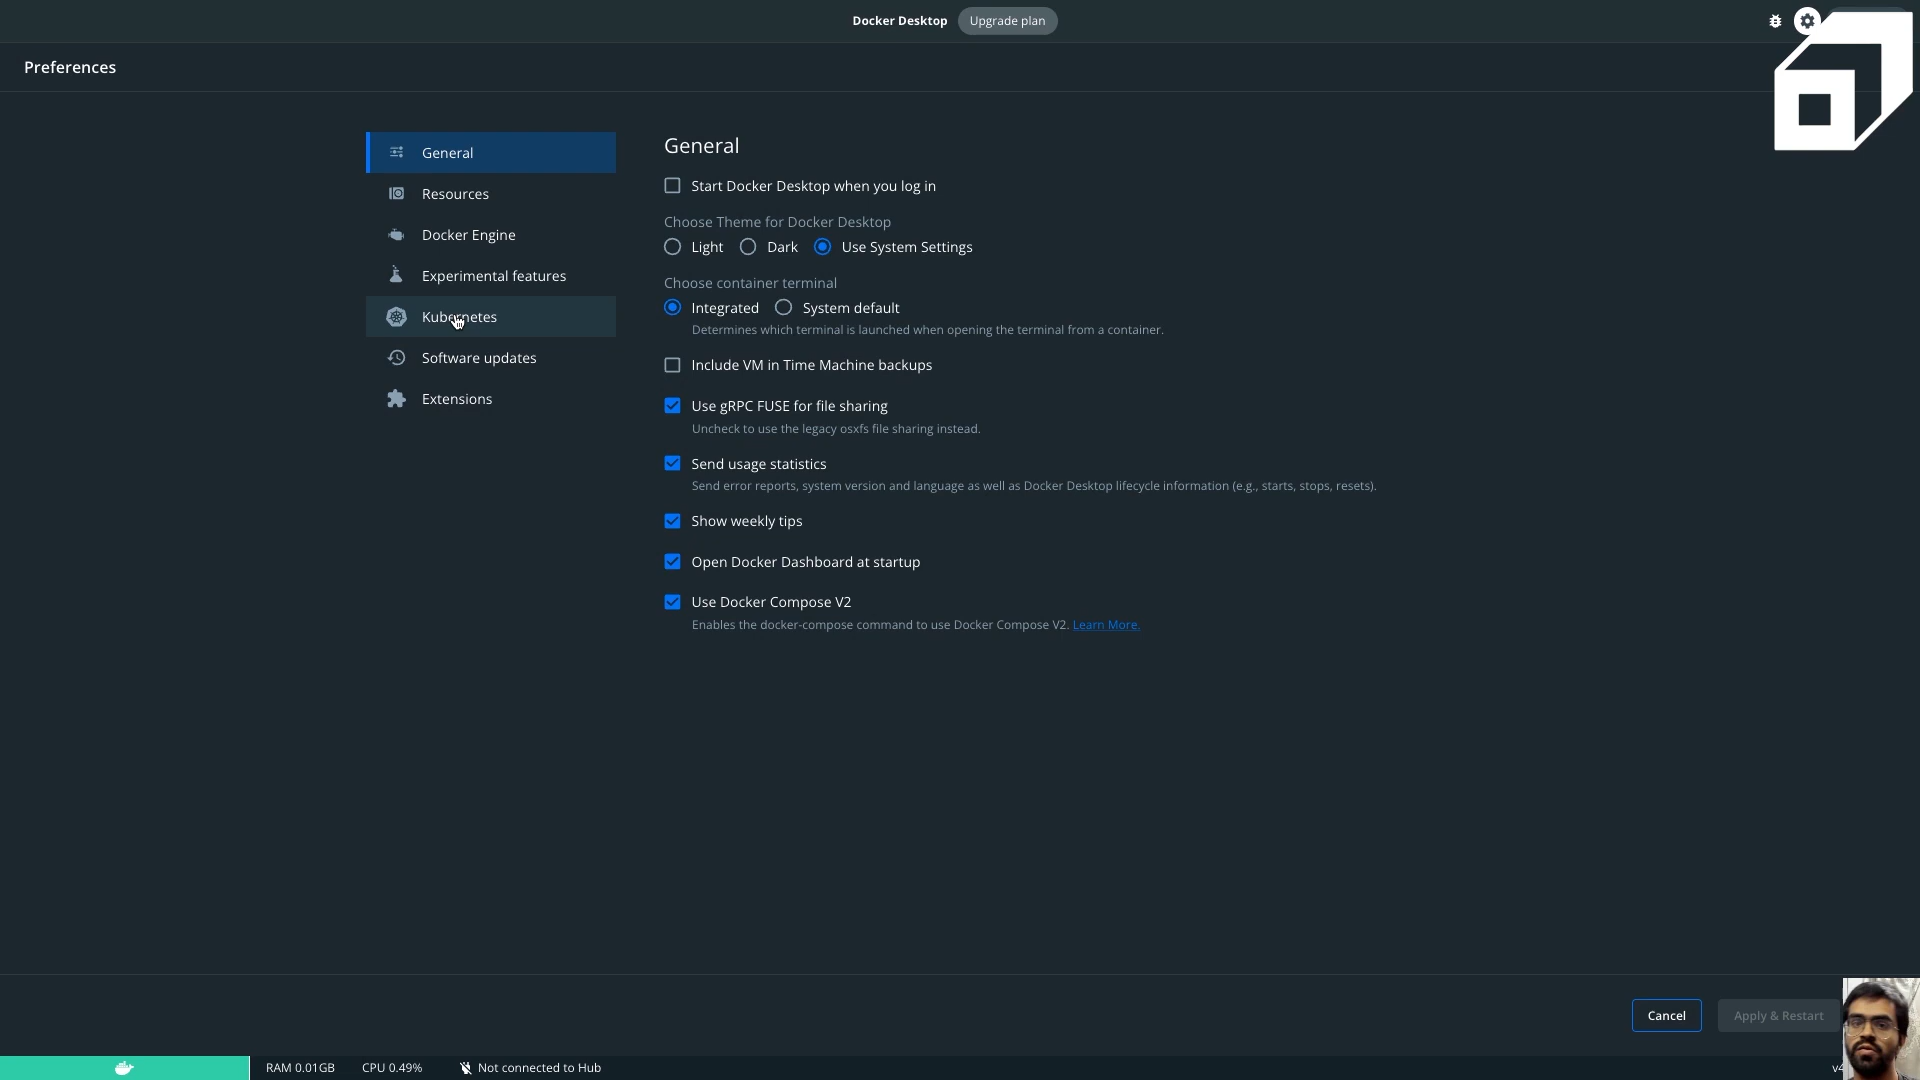 Docker Desktop Upgrade plan
Preferences
General
Resources
Docker Engine
Experimental features
Kubernetes
Software updates
Extensions
General
Start Docker Desktop when you log in
Choose Theme for Docker Desktop
Light Dark Use System Settings
Choose container terminal
Integrated System default
Determines which terminal is launched when opening the terminal from a container.
Include VM in Time Machine backups
Use gRPC FUSE for file sharing
Uncheck to use the legacy osxfs file sharing instead.
Send usage statistics
Send error reports, system version and language as well as Docker Desktop lifecycle information (e.g., starts, stops, resets).
Show weekly tips
Open Docker Dashboard at startup
Use Docker Compose V2
Enables the docker-compose command to use Docker Compose V2. Learn More.
Cancel Apply & Restart
RAM 0.01GB CPU 0.49% Not connected to Hub